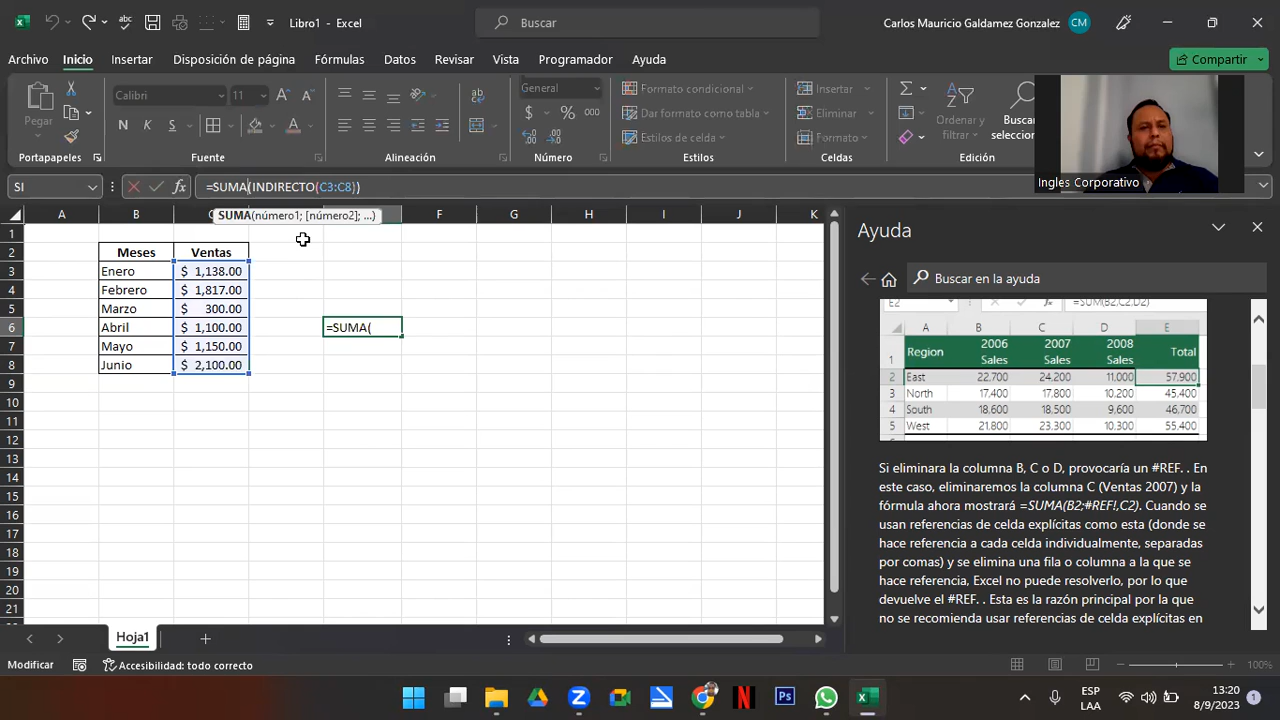 Libro1 - Excel
Buscar
Carlos Mauricio Galdamez Gonzalez
CM
Archivo
Inicio
Insertar
Disposición de página
Fórmulas
Datos
Revisar
Vista
Programador
Ayuda
Compartir
Pegar
Calibri
11
N
K
S
A
ab
General
$
%
000
Formato condicional
Dar formato como tabla
Estilos de celda
Insertar
Eliminar
Formato
Ordenar y
filtrar
Buscar
seleccion
Portapapeles
Fuente
Alineación
Número
Estilos
Celdas
Ingles Corporativo
SI
fx
=SUMA(INDIRECTO(C3:C8))
SUMA(número1; [número2]; ...)
A B F G H I J K
1
2 Meses Ventas
3 Enero $ 1,138.00
4 Febrero $ 1,817.00
5 Marzo $ 300.00
6 Abril $ 1,100.00 =SUMA(
7 Mayo $ 1,150.00
8 Junio $ 2,100.00
9
10
11
12
13
14
15
16
17
18
19
20
21
Ayuda
Buscar en la ayuda
E2 fx =SUM(B2,C2,D2)
A B C D E
1 Region 2006 Sales 2007 Sales 2008 Sales Total
2 East 22.700 24.200 11.000 57.900
3 North 17.400 17.800 10.200 45.400
4 South 18.600 18.500 9.600 46.700
5 West 21.800 23.300 10.300 55.400
Si eliminara la columna B, C o D, provocaría un #REF. . En
este caso, eliminaremos la columna C (Ventas 2007) y la
fórmula ahora mostrará =SUMA(B2;#REF!,C2). Cuando se
usan referencias de celda explícitas como esta (donde se
hace referencia a cada celda individualmente, separadas
por comas) y se elimina una fila o columna a la que se
hace referencia, Excel no puede resolverlo, por lo que
devuelve el #REF. . Esta es la razón principal por la que
no se recomienda usar referencias de celda explícitas en
Hoja1
Modificar
Accesibilidad: todo correcto
100%
Ps
ESP
LAA
13:20
8/9/2023
1